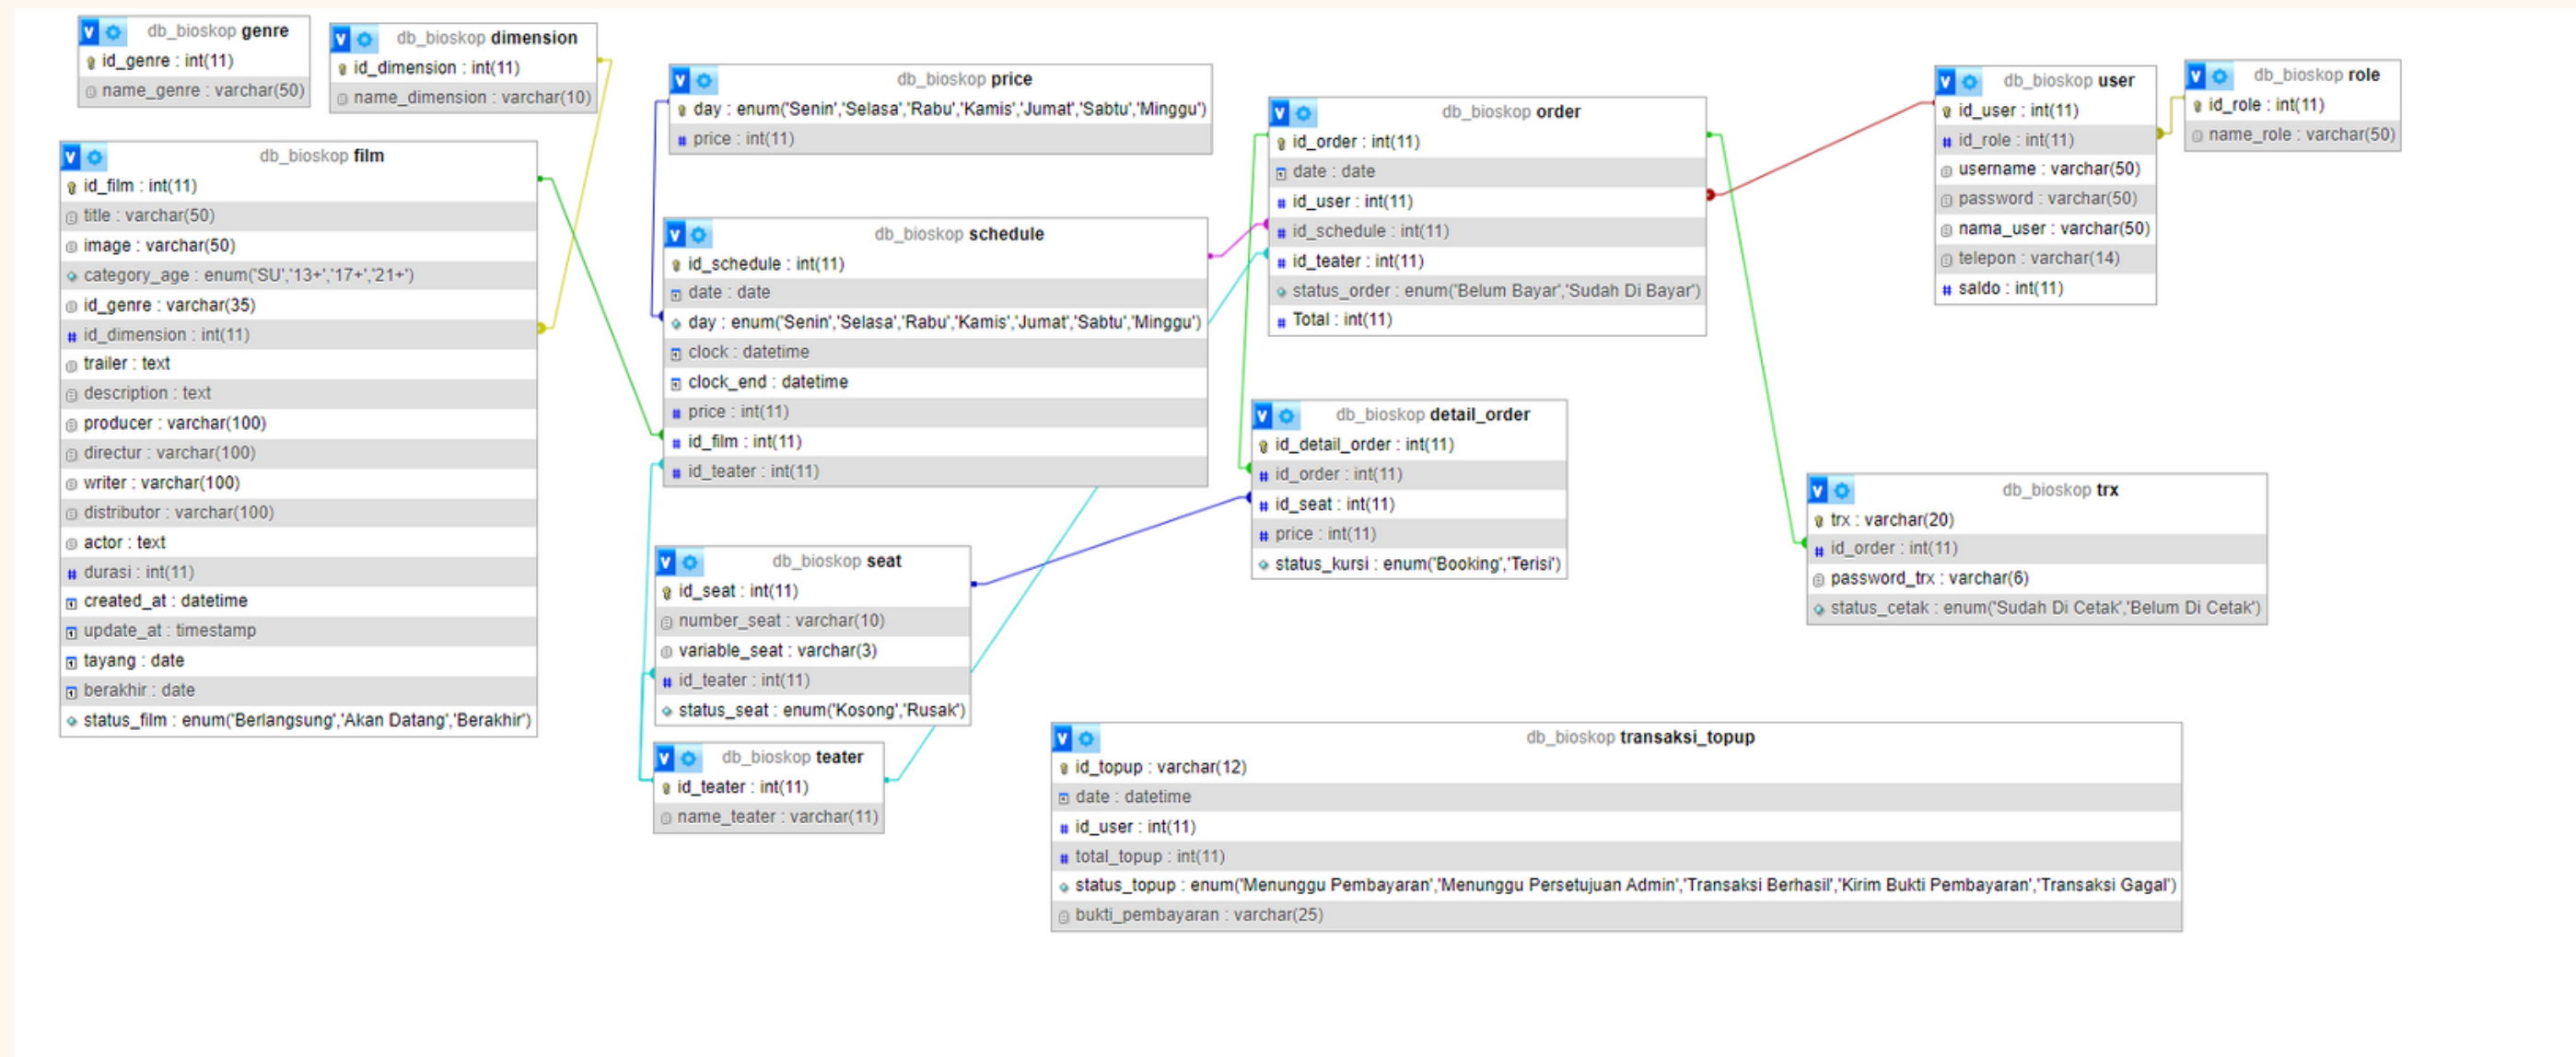 db_bioskop genre
id_genre : int(11)
name_genre : varchar(50)
db_bioskop dimension
id_dimension : int(11)
name_dimension : varchar(10)
db_bioskop film
id_film : int(11)
title : varchar(50)
image : varchar(50)
category_age : enum('SU','13+','17+','21+')
id_genre : varchar(35)
id_dimension : int(11)
trailer : text
description : text
producer : varchar(100)
directur : varchar(100)
writer : varchar(100)
distributor : varchar(100)
actor : text
durasi : int(11)
created_at : datetime
update_at : timestamp
tayang : date
berakhir : date
status_film : enum('Berlangsung','Akan Datang','Berakhir')
db_bioskop price
day : enum('Senin','Selasa','Rabu','Kamis','Jumat','Sabtu','Minggu')
price : int(11)
db_bioskop schedule
id_schedule : int(11)
date : date
day : enum('Senin','Selasa','Rabu','Kamis','Jumat','Sabtu','Minggu')
clock : datetime
clock_end : datetime
price : int(11)
id_film : int(11)
id_teater : int(11)
db_bioskop seat
id_seat : int(11)
number_seat : varchar(10)
variable_seat : varchar(3)
id_teater : int(11)
status_seat : enum('Kosong','Rusak')
db_bioskop teater
id_teater : int(11)
name_teater : varchar(11)
db_bioskop order
id_order : int(11)
date : date
id_user : int(11)
id_schedule : int(11)
id_teater : int(11)
status_order : enum('Belum Bayar','Sudah Di Bayar')
Total : int(11)
db_bioskop detail_order
id_detail_order : int(11)
id_order : int(11)
id_seat : int(11)
price : int(11)
status_kursi : enum('Booking','Terisi')
db_bioskop user
id_user : int(11)
id_role : int(11)
username : varchar(50)
password : varchar(50)
nama_user : varchar(50)
telepon : varchar(14)
saldo : int(11)
db_bioskop role
id_role : int(11)
name_role : varchar(50)
db_bioskop trx
trx : varchar(20)
id_order : int(11)
password_trx : varchar(6)
status_cetak : enum('Sudah Di Cetak','Belum Di Cetak')
db_bioskop transaksi_topup
id_topup : varchar(12)
date : datetime
id_user : int(11)
total_topup : int(11)
status_topup : enum('Menunggu Pembayaran','Menunggu Persetujuan Admin','Transaksi Berhasil','Kirim Bukti Pembayaran','Transaksi Gagal')
bukti_pembayaran : varchar(25)